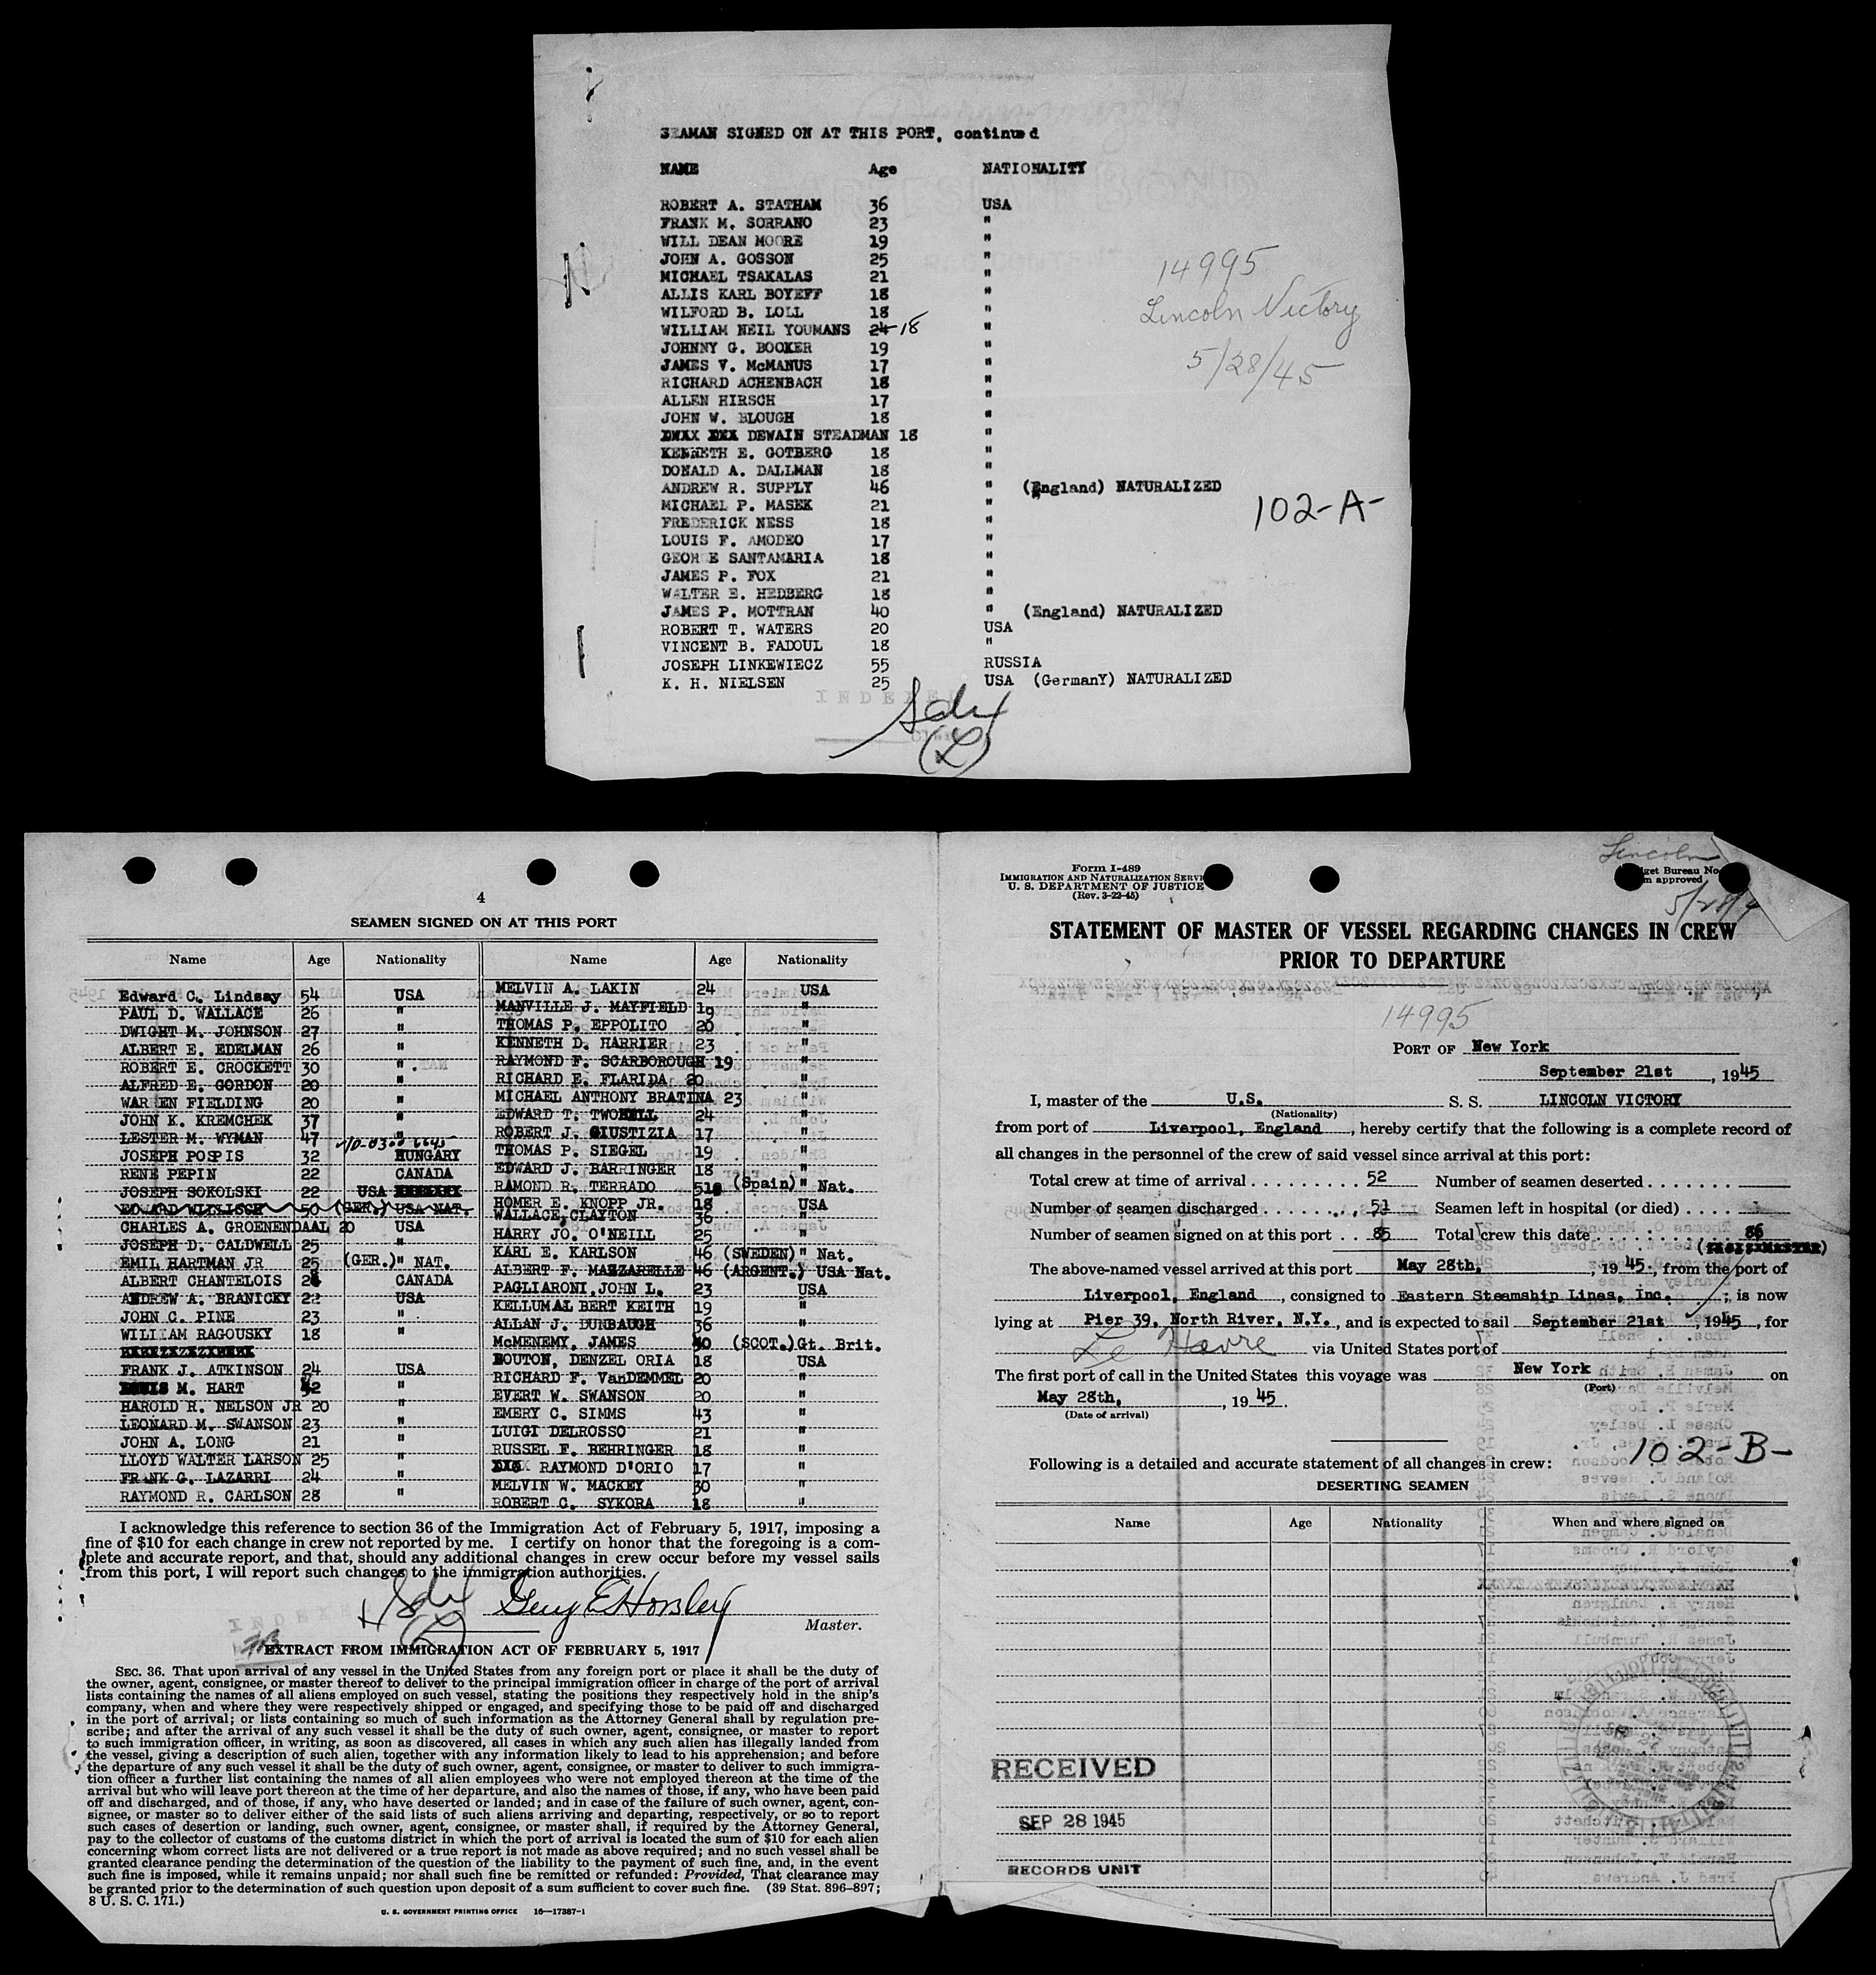 SEAMAN SIGNED ON AT THIS PORT, continued
NAME Age NATIONALITY
ROBERT A. STATHAM 36 USA
FRANK M. SORRANO 23 "
WILL DEAN MOORE 19 "
JOHN A. GOSSON 25 "
MICHAEL TSAKALAS 21 "
ALLIS KARL BOYEFF 18 "
WILFORD B. LOLL 18 "
WILLIAM NEIL YOUMANS 24 18 "
JOHNNY G. BOOKER 19 "
JAMES V. McMANUS 17 "
RICHARD ACHENBACH 18 "
ALLEN HIRSCH 17 "
JOHN W. BLOUGH 18 "
DEWAIN STEADMAN 18 "
KENNETH E. GOTBERG 18 "
DONALD A. DALLMAN 18 "
ANDREW R. SUPPLY 46 " (England) NATURALIZED
MICHAEL P. MASEK 21 "
FREDERICK NESS 18 "
LOUIS F. AMODEO 17 "
GEOR E SANTAMARIA 18 "
JAMES P. FOX 21 "
WALTER E. HEDBERG 18 "
JAMES P. MOTTRAN 40 " (England) NATURALIZED
ROBERT T. WATERS 20 USA
VINCENT B. FADOUL 18 "
JOSEPH LINKEWIECZ 55 RUSSIA
K. H. NIELSEN 25 USA (GermanY) NATURALIZED
14995
Lincoln Victory
5/28/45
102-A-
INDEXE
(L)
4
SEAMEN SIGNED ON AT THIS PORT
Name Age Nationality Name Age Nationality
Edward C. Lindsay 54 USA MELVIN A. LAKIN 24 USA
PAUL D. WALLACE 26 " MANVILLE J. MAYFIELD 19 "
DWIGHT M. JOHNSON 27 " THOMAS P. EPPOLITO 20 "
ALBERT E. EDELMAN 26 " KENNETH D. HARRIER 23 "
ROBERT E. CROCKETT 30 " RAYMOND F. SCARBOROUGH 19 "
ALFRED E. GORDON 20 " RICHARD E. FLARIDA 20 "
WAR EN FIELDING 20 " MICHAEL ANTHONY BRATINA 23 "
JOHN K. KREMCHEK 37 " EDWARD T. 24 "
LESTER M. WYMAN 47 " ROBERT J. GIUSTIZIA 17 "
JOSEPH POSPIS 32 HUNGARY THOMAS P. SIEGEL 19 "
RENE PEPIN 22 CANADA EDWARD J. BARRINGER 18 "
JOSEPH SOKOLSKI 22 USA RAMOND R. TERRADO 51 (Spain) " Nat.
EDWARD 50 (GER.) USA NAT. HOMER E. KNOPP JR. 18 USA
WALLACE, CLAYTON 36 "
CHARLES A. GROENENDAAL 20 USA HARRY JO. O'NEILL 25 "
JOSEPH D. CALDWELL 25 " KARL E. KARLSON 46 (SWEDEN) " Nat.
EMIL HARTMAN JR 25 (GER.) " NAT. ALBERT F. MAZZARELLE 46 (ARGENT.) USA Nat.
ALBERT CHANTELOIS CANADA PAGLIARONI, JOHN L. 23 USA
ANDREW A. BRANICKY 22 USA KELLUMAL BERT KEITH 19 "
JOHN C. PINE 23 " ALLAN J. DUNBAUGH 36 "
WILLIAM RAGOUSKY 18 " McMENEMY, JAMES 40 (SCOT.) Gt. Brit.
BOUTON, DENZEL ORIA 18 USA
FRANK J. ATKINSON 24 USA RICHARD F. VanDEMMEL 20 "
LOUIS M. HART 42 " EVERT W. SWANSON 20 "
HAROLD R. NELSON JR 20 " EMERY C. SIMMS 43 "
LEONARD M. SWANSON 23 " LUIGI DELROSSO 21 "
JOHN A. LONG 21 " RUSSEL F. BEHRINGER 18 "
LLOYD WALTER LARSON 25 " RAYMOND D'ORIO 17 "
FRANK G. LAZARRI 24 " MELVIN W. MACKEY 30 "
RAYMOND R. CARLSON 28 " ROBERT C. SYKORA 18 "
I acknowledge this reference to section 36 of the Immigration Act of February 5, 1917, imposing a
fine of $10 for each change in crew not reported by me. I certify on honor that the foregoing is a com-
plete and accurate report, and that, should any additional changes in crew occur before my vessel sails
from this port, I will report such changes to the immigration authorities.
Guy E Horsley
Master.
INDEXE
EXTRACT FROM IMMIGRATION ACT OF FEBRUARY 5, 1917
SEC. 36. That upon arrival of any vessel in the United States from any foreign port or place it shall be the duty of
the owner, agent, consignee, or master thereof to deliver to the principal immigration officer in charge of the port of arrival
lists containing the names of all aliens employed on such vessel, stating the positions they respectively hold in the ship's
company, when and where they were respectively shipped or engaged, and specifying those to be paid off and discharged
in the port of arrival; or lists containing so much of such information as the Attorney General shall by regulation pre-
scribe; and after the arrival of any such vessel it shall be the duty of such owner, agent, consignee, or master to report
to such immigration officer, in writing, as soon as discovered, all cases in which any such alien has illegally landed from
the vessel, giving a description of such alien, together with any information likely to lead to his apprehension; and before
the departure of any such vessel it shall be the duty of such owner, agent, consignee, or master to deliver to such immigra-
tion officer a further list containing the names of all alien employees who were not employed thereon at the time of the
arrival but who will leave port thereon at the time of her departure, and also the names of those, if any, who have been paid
off and discharged, and of those, if any, who have deserted or landed; and in case of the failure of such owner, agent, con-
signee, or master so to deliver either of the said lists of such aliens arriving and departing, respectively, or so to report
such cases of desertion or landing, such owner, agent, consignee, or master shall, if required by the Attorney General,
pay to the collector of customs of the customs district in which the port of arrival is located the sum of $10 for each alien
concerning whom correct lists are not delivered or a true report is not made as above required; and no such vessel shall be
granted clearance pending the determination of the question of the liability to the payment of such fine, and, in the event
such fine is imposed, while it remains unpaid; nor shall such fine be remitted or refunded: Provided, That clearance may
be granted prior to the determination of such question upon deposit of a sum sufficient to cover such fine. (39 Stat. 896-897;
8 U. S. C. 171.)
U. S. GOVERNMENT PRINTING OFFICE 16—17387-1
Form I-489
IMMIGRATION AND NATURALIZATION SERVI
U. S. DEPARTMENT OF JUSTICE
(Rev. 3-22-45)
Lincoln
get Bureau No.
m approved
5/28/4
STATEMENT OF MASTER OF VESSEL REGARDING CHANGES IN CREW
PRIOR TO DEPARTURE
14995
PORT OF New York
September 21st, 1945
I, master of the U.S. S. S. LINCOLN VICTORY
(Nationality)
from port of Liverpool, England, hereby certify that the following is a complete record of
all changes in the personnel of the crew of said vessel since arrival at this port:
Total crew at time of arrival 52 Number of seamen deserted
Number of seamen discharged 51 Seamen left in hospital (or died)
Number of seamen signed on at this port 85 Total crew this date 86
The above-named vessel arrived at this port May 28th, 1945, from the port of
Liverpool, England, consigned to Eastern Steamship Lines, Inc.; is now
lying at Pier 39, North River, N.Y., and is expected to sail September 21st, 1945, for
Le Havre via United States port of
The first port of call in the United States this voyage was New York on
(Port)
May 28th, 1945.
(Date of arrival)
102-B-
Following is a detailed and accurate statement of all changes in crew:
DESERTING SEAMEN
Name Age Nationality When and where signed on
RECEIVED
SEP 28 1945
RECORDS UNIT